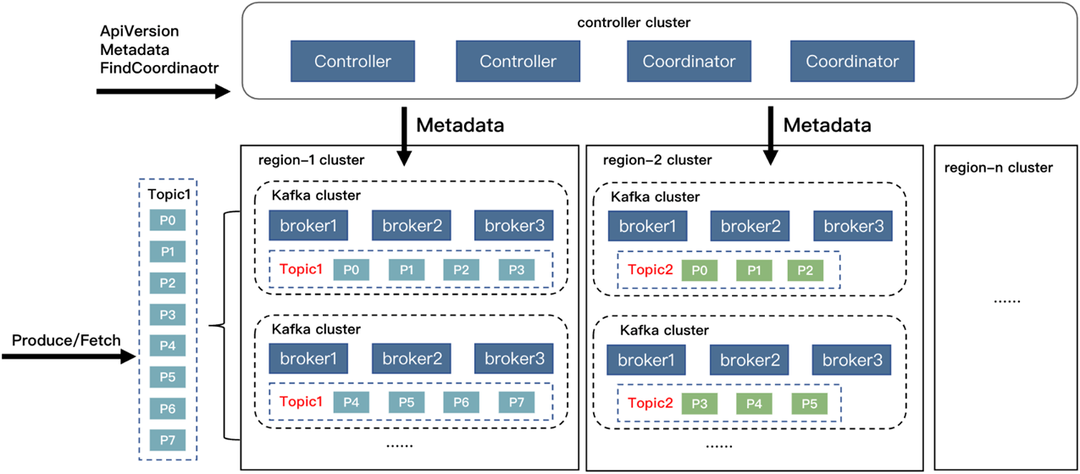 ApiVersion
Metadata
FindCoordinaotr
controller cluster
Controller
Controller
Coordinator
Coordinator
Metadata
Metadata
region-1 cluster
Kafka cluster
broker1
broker2
broker3
Topic1
P0
P1
P2
P3
Kafka cluster
broker1
broker2
broker3
Topic1
P4
P5
P6
P7
......
region-2 cluster
Kafka cluster
broker1
broker2
broker3
Topic2
P0
P1
P2
Kafka cluster
broker1
broker2
broker3
Topic2
P3
P4
P5
......
region-n cluster
......
Topic1
P0
P1
P2
P3
P4
P5
P6
P7
Produce/Fetch